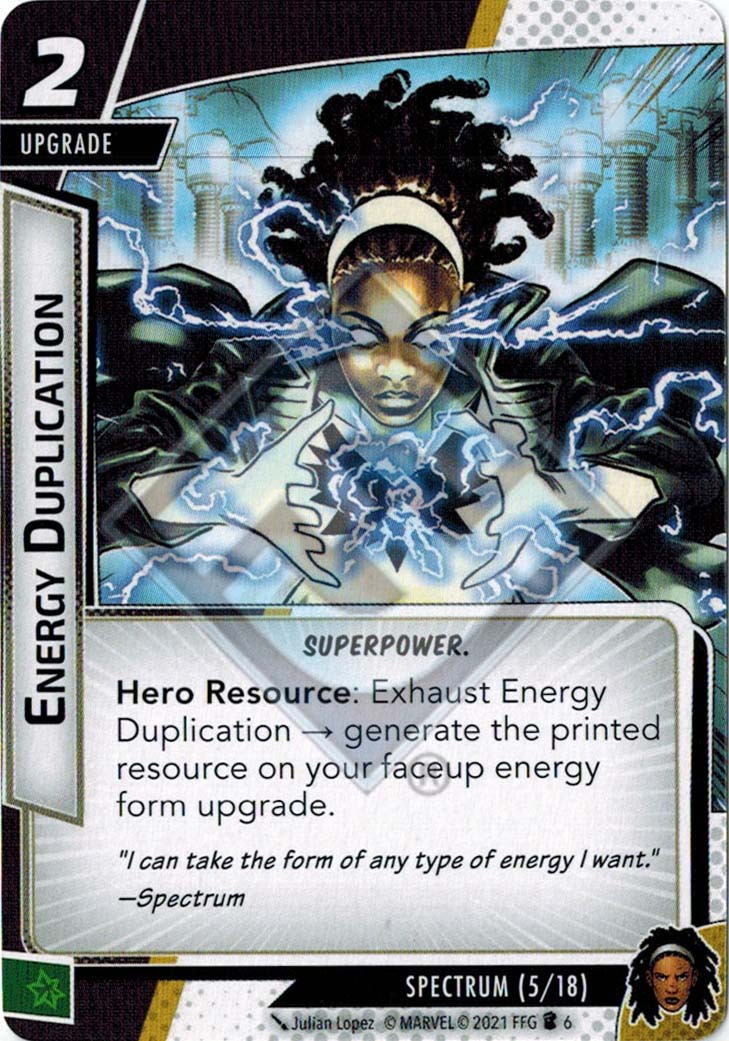 2
UPGRADE
ENERGY DUPLICATION
SUPERPOWER.
Hero Resource: Exhaust Energy
Duplication → generate the printed
resource on your faceup energy
form upgrade.
"I can take the form of any type of energy I want."
—Spectrum
SPECTRUM (5/18)
Julian Lopez © MARVEL © 2021 FFG 6
®